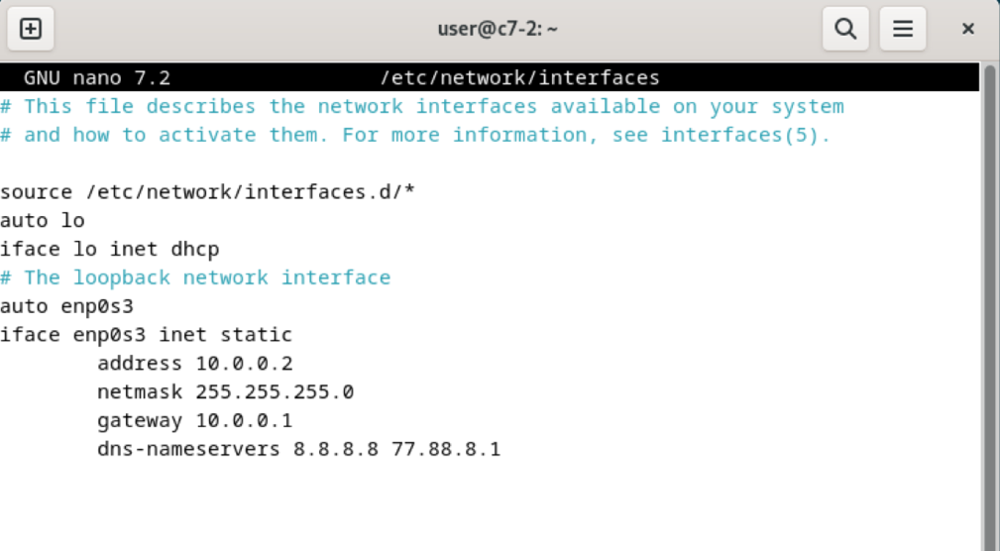 user@c7-2: ~
GNU nano 7.2 /etc/network/interfaces
# This file describes the network interfaces available on your system
# and how to activate them. For more information, see interfaces(5).
source /etc/network/interfaces.d/*
auto lo
iface lo inet dhcp
# The loopback network interface
auto enp0s3
iface enp0s3 inet static
address 10.0.0.2
netmask 255.255.255.0
gateway 10.0.0.1
dns-nameservers 8.8.8.8 77.88.8.1